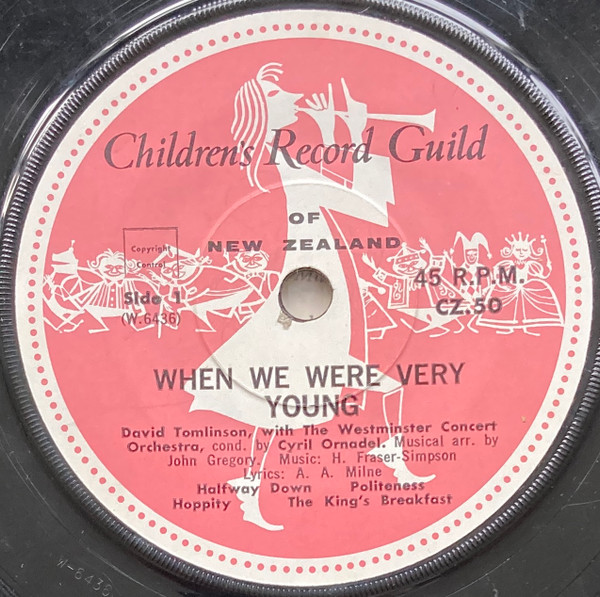 Children's Record Guild
OF
NEW ZEALAND
Copyright
Control
Side 1
(W.6436)
45 R.P.M.
CZ.50
WHEN WE WERE VERY
YOUNG
David Tomlinson, with The Westminster Concert
Orchestra, cond. by Cyril Ornadel. Musical arr. by
John Gregory. Music: H. Fraser-Simpson
Lyrics: A. A. Milne
Halfway Down Politeness
Hoppity The King's Breakfast
W-6436